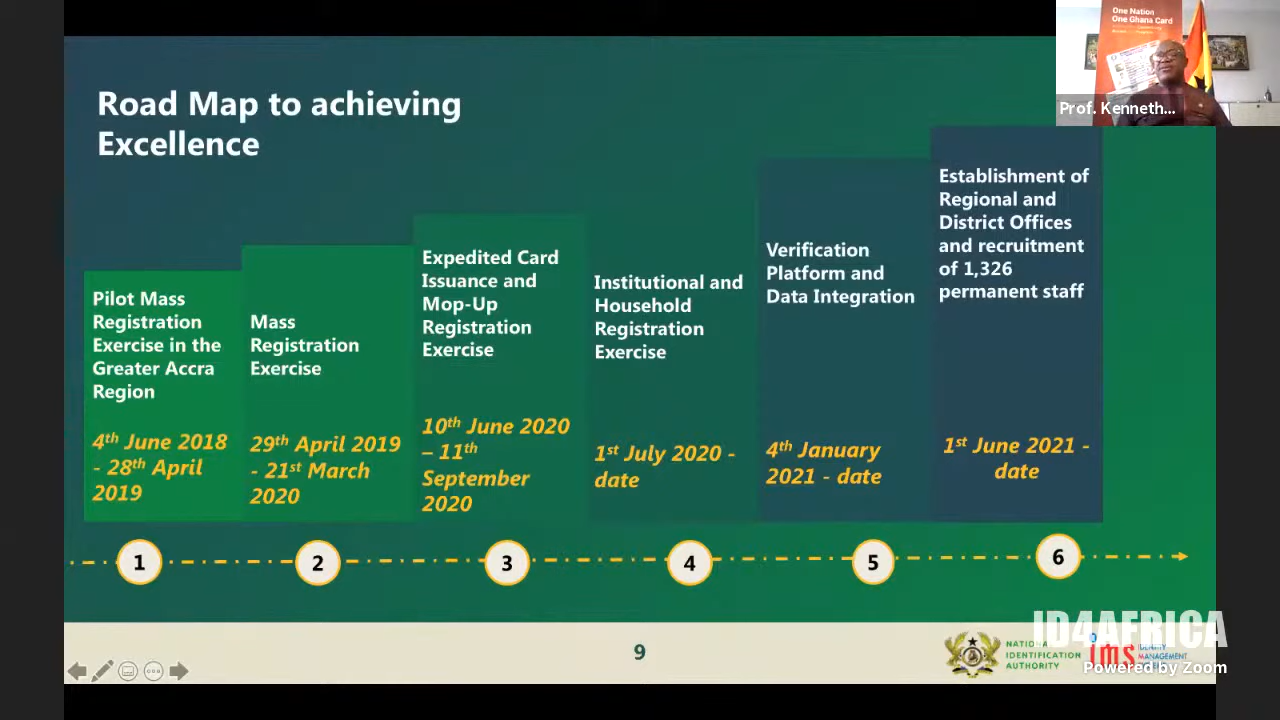 One Nation
One Ghana Card
Prof. Kenneth...
Road Map to achieving
Excellence
Pilot Mass
Registration
Exercise in the
Greater Accra
Region
4th June 2018
- 28th April
2019
Mass
Registration
Exercise
29th April 2019
- 21st March
2020
Expedited Card
Issuance and
Mop-Up
Registration
Exercise
10th June 2020
– 11th
September
2020
Institutional and
Household
Registration
Exercise
1st July 2020 -
date
Verification
Platform and
Data Integration
4th January
2021 - date
Establishment of
Regional and
District Offices
and recruitment
of 1,326
permanent staff
1st June 2021 -
date
1
2
3
4
5
6
9
IDENTIFICATION
AUTHORITY
ims
MANAGEMENT
ID4AFRICA
Powered by Zoom